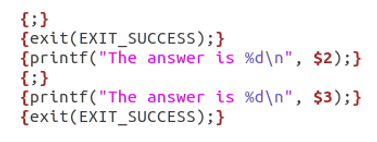 {;}
{exit(EXIT_SUCCESS);}
{printf("The answer is %d\n", $2);}
{;}
{printf("The answer is %d\n", $3);}
{exit(EXIT_SUCCESS);}